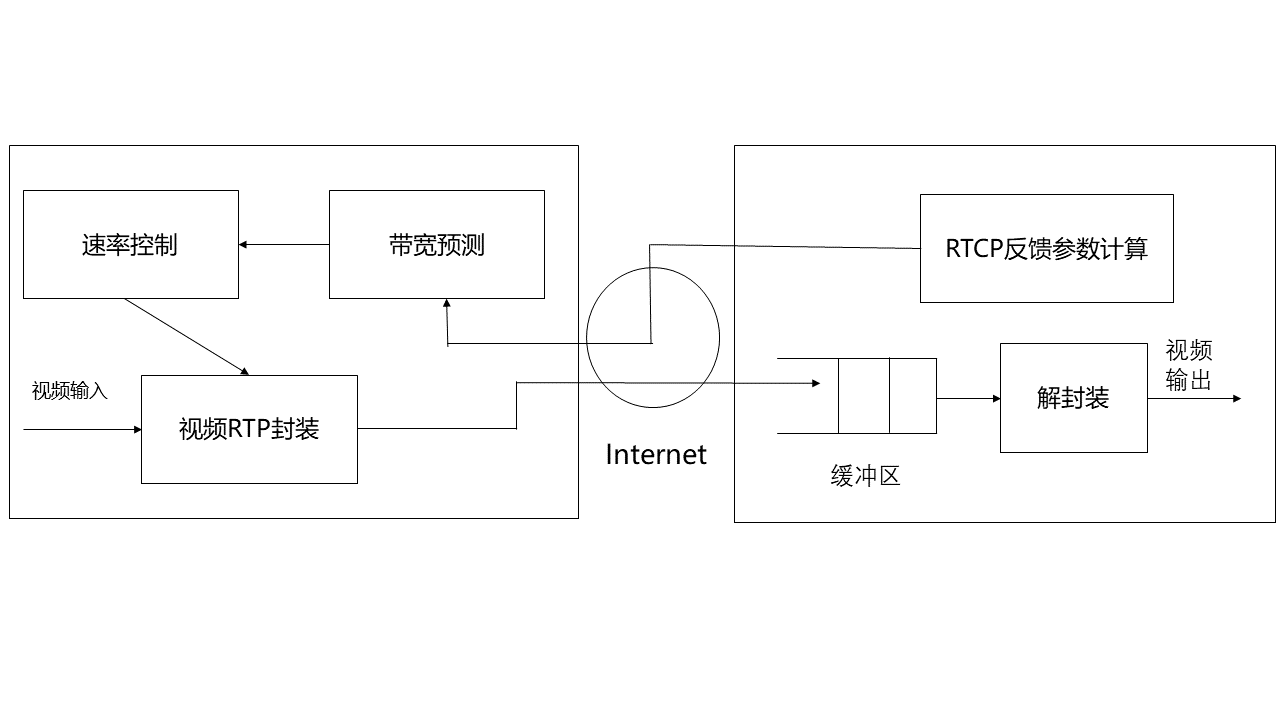 速率控制
带宽预测
RTCP反馈参数计算
视频输入
视频RTP封装
Internet
缓冲区
解封装
视频
输出